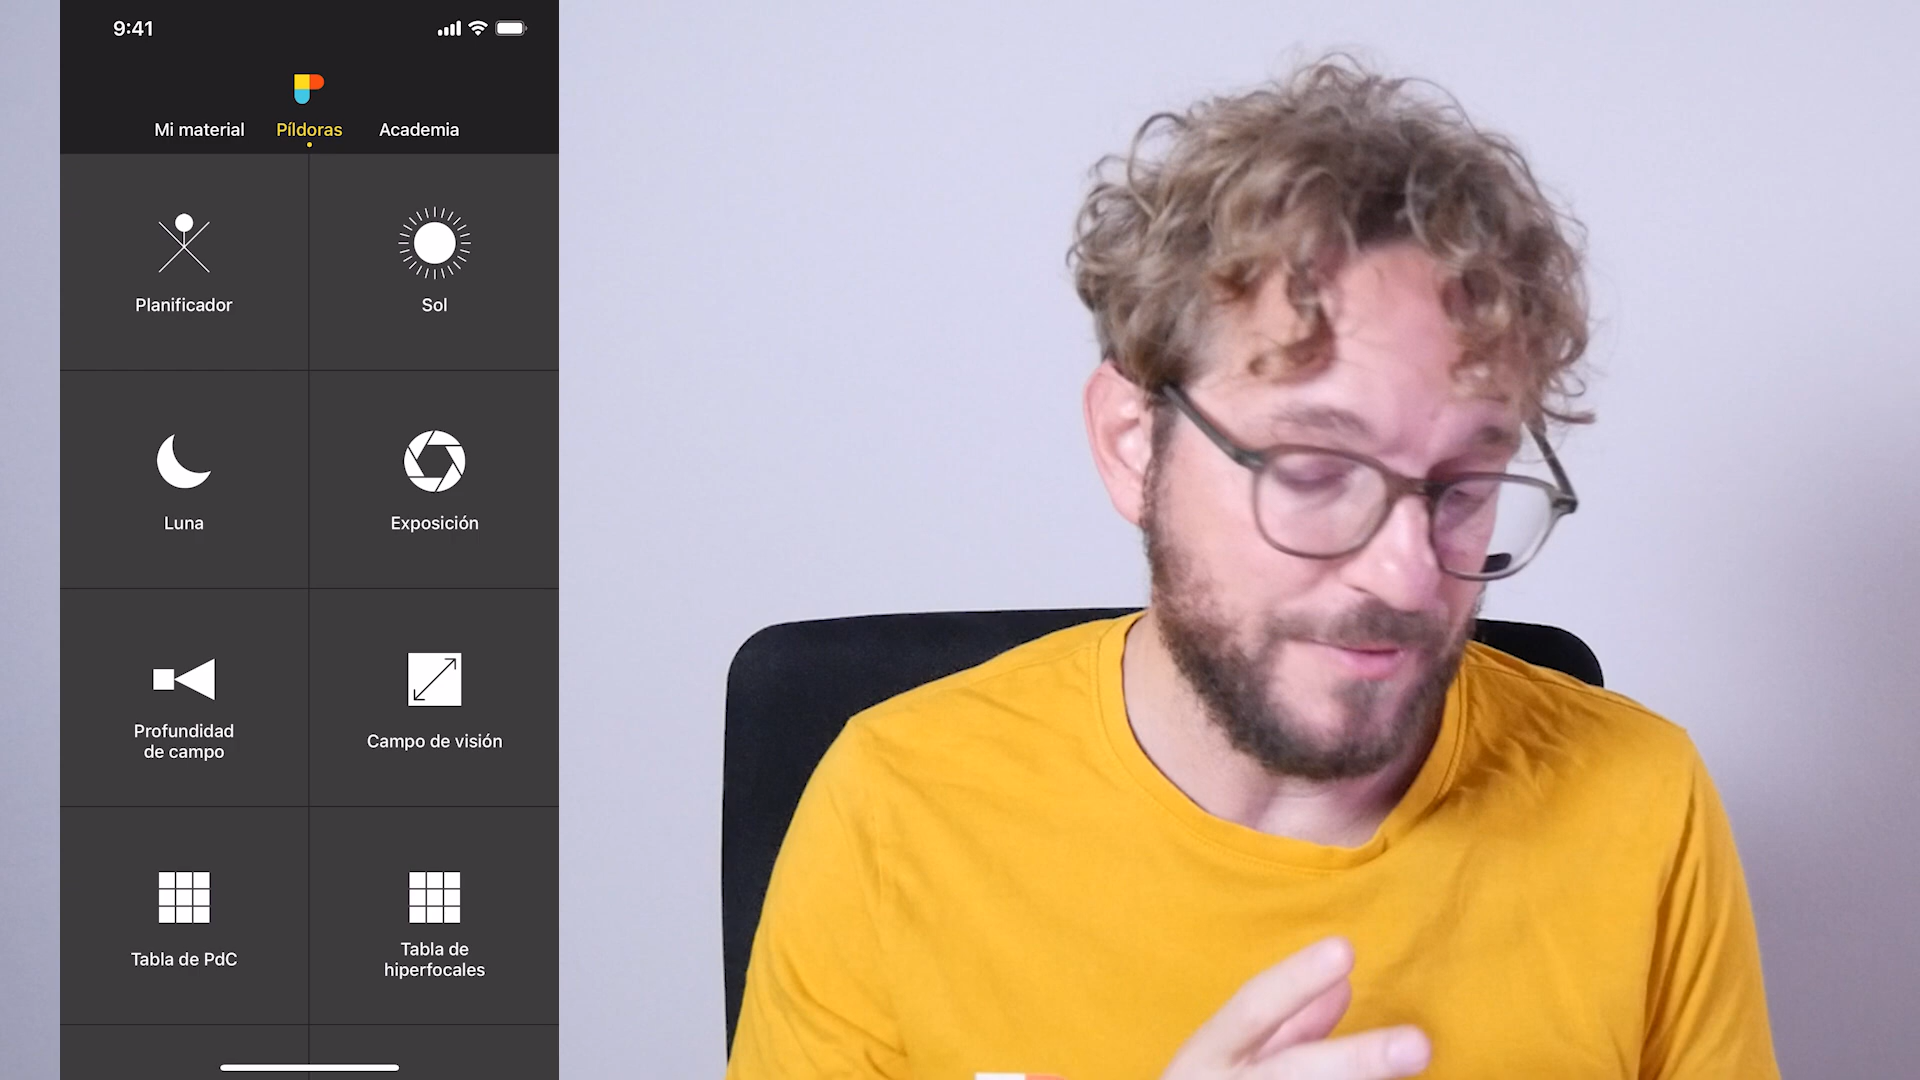 9:41
Mi material
Píldoras
Academia
Planificador
Sol
Luna
Exposición
Profundidad
de campo
Campo de visión
Tabla de PdC
Tabla de
hiperfocales